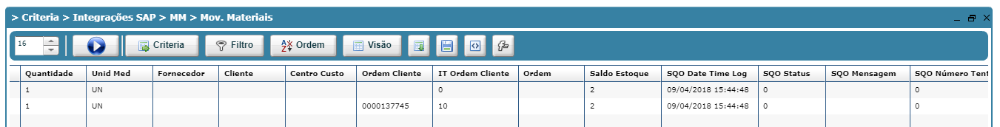 > Criteria > Integrações SAP > MM > Mov. Materiais
16 Criteria Filtro Ordem Visão
Quantidade Unid Med Fornecedor Cliente Centro Custo Ordem Cliente IT Ordem Cliente Ordem Saldo Estoque SQO Date Time Log SQO Status SQO Mensagem SQO Número Tent
1 UN 0 2 09/04/2018 15:44:48 0 0
1 UN 0000137745 10 2 09/04/2018 15:44:48 0 0